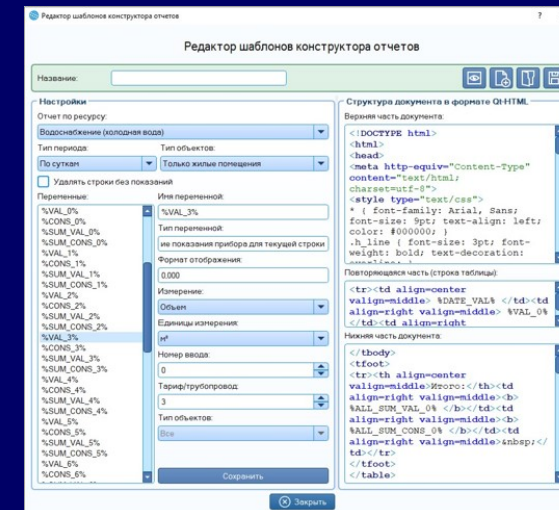 Редактор шаблонов конструктора отчетов
?
Редактор шаблонов конструктора отчетов
Название:
Настройки
Отчет по ресурсу:
Водоснабжение (холодная вода)
Тип периода:
Тип объектов:
По суткам
Только жилые помещения
Удалять строки без показаний
Переменные:
%VAL_0%
%CONS_0%
%SUM_VAL_0%
%SUM_CONS_0%
%VAL_1%
%CONS_1%
%SUM_VAL_1%
%SUM_CONS_1%
%VAL_2%
%CONS_2%
%SUM_VAL_2%
%SUM_CONS_2%
%VAL_3%
%CONS_3%
%SUM_VAL_3%
%SUM_CONS_3%
%VAL_4%
%CONS_4%
%SUM_VAL_4%
%SUM_CONS_4%
%VAL_5%
%CONS_5%
%SUM_VAL_5%
%SUM_CONS_5%
%VAL_6%
%CONS_6%
Имя переменной:
%VAL_3%
Тип переменной:
ие показания прибора для текущей строки
Формат отображения:
0.000
Измерение:
Объем
Единицы измерения:
Номер ввода:
0
Тариф/трубопровод:
3
Тип объектов:
Все
Сохранить
Структура документа в формате Qt-HTML
Верхняя часть документа:
<!DOCTYPE html>
<html>
<head>
<meta http-equiv="Content-Type"
content="text/html;
charset=utf-8">
<style type="text/css">
* { font-family: Arial, Sans;
font-size: 9pt; text-align: left;
color: #000000; }
.h_line { font-size: 3pt; font-
weight: bold; text-decoration:
Повторяющаяся часть (строка таблицы):
<tr><td align=center
valign=middle> %DATE_VAL% </td><td
align=right valign=middle> %VAL_0%
</td><td align=right
Нижняя часть документа:
</tbody>
<tfoot>
<tr><th align=center
valign=middle>Итого:</th><td
align=right valign=middle><b>
%ALL_SUM_VAL_0% </b></td><td
align=right valign=middle><b>
%ALL_SUM_CONS_0% </b></td><td
align=right valign=middle>&nbsp;</
td></tr>
</tfoot>
</table>
Закрыть